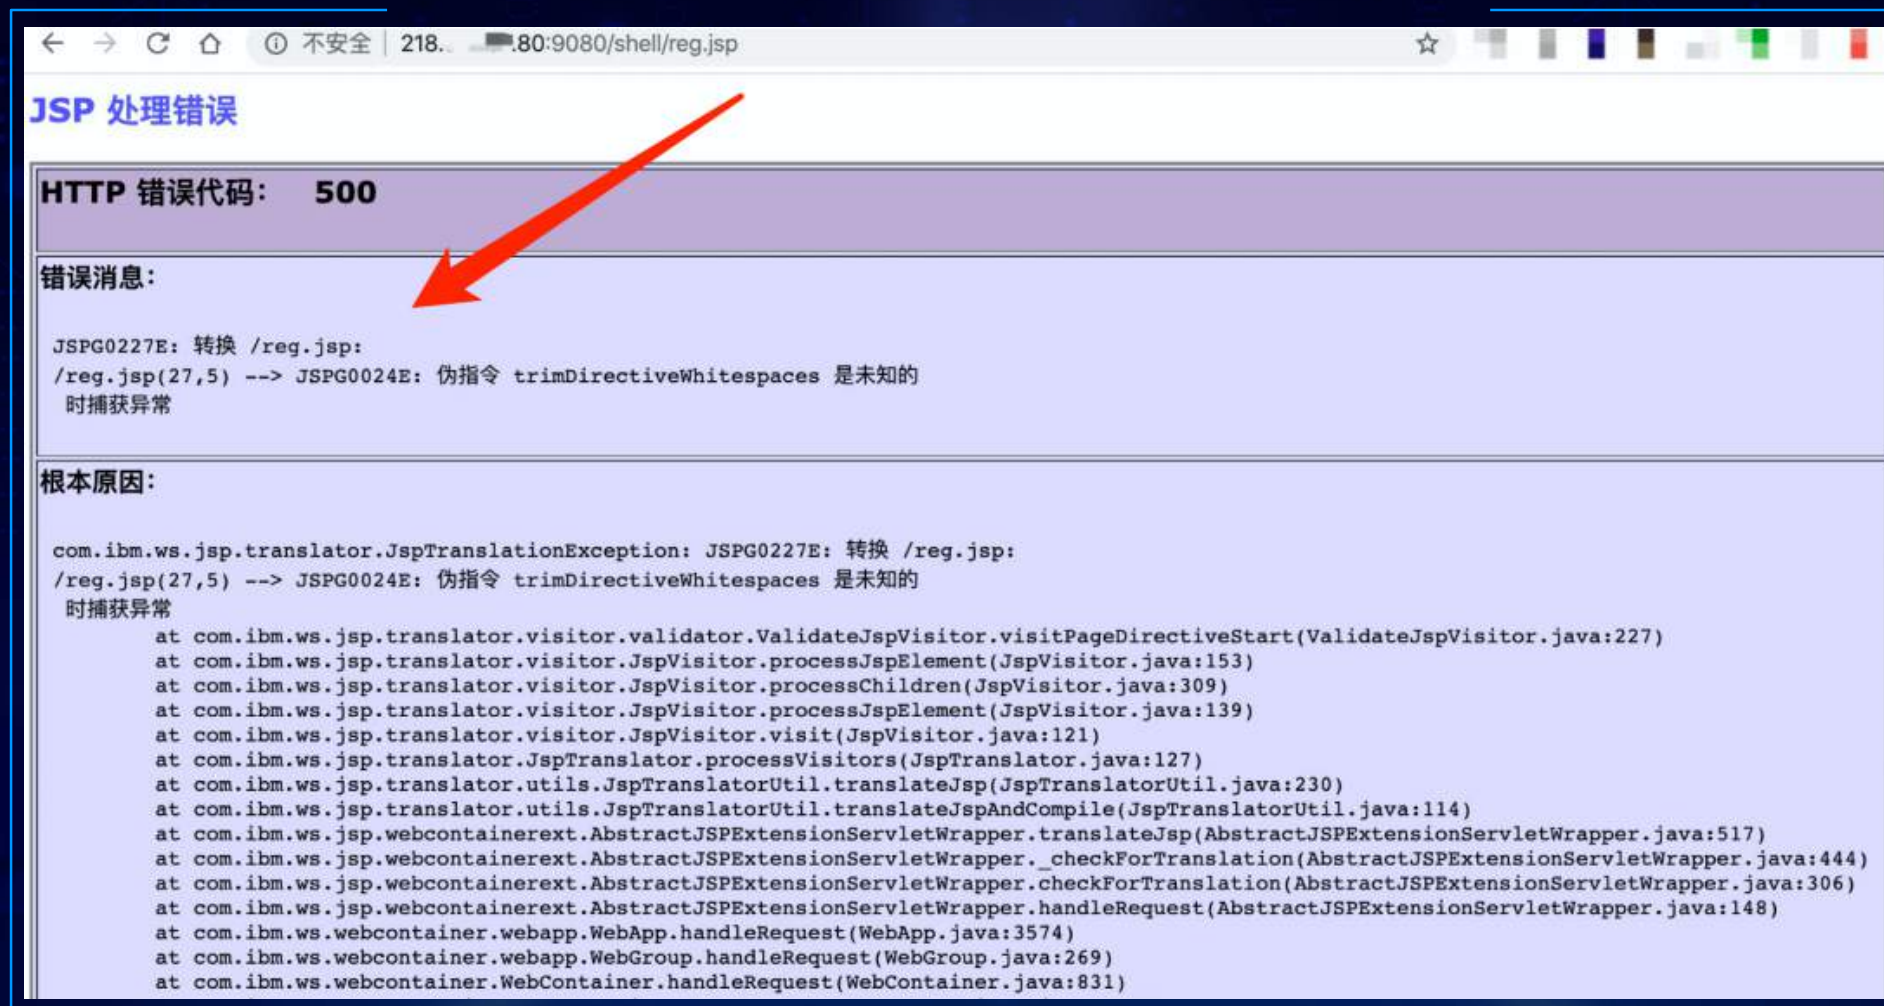 不安全 218. .80:9080/shell/reg.jsp
JSP 处理错误
HTTP 错误代码: 500
错误消息:
JSPG0227E: 转换 /reg.jsp:
/reg.jsp(27,5) --> JSPG0024E: 伪指令 trimDirectiveWhitespaces 是未知的
时捕获异常
根本原因:
com.ibm.ws.jsp.translator.JspTranslationException: JSPG0227E: 转换 /reg.jsp:
/reg.jsp(27,5) --> JSPG0024E: 伪指令 trimDirectiveWhitespaces 是未知的
时捕获异常
at com.ibm.ws.jsp.translator.visitor.validator.ValidateJspVisitor.visitPageDirectiveStart(ValidateJspVisitor.java:227)
at com.ibm.ws.jsp.translator.visitor.JspVisitor.processJspElement(JspVisitor.java:153)
at com.ibm.ws.jsp.translator.visitor.JspVisitor.processChildren(JspVisitor.java:309)
at com.ibm.ws.jsp.translator.visitor.JspVisitor.processJspElement(JspVisitor.java:139)
at com.ibm.ws.jsp.translator.visitor.JspVisitor.visit(JspVisitor.java:121)
at com.ibm.ws.jsp.translator.JspTranslator.processVisitors(JspTranslator.java:127)
at com.ibm.ws.jsp.translator.utils.JspTranslatorUtil.translateJsp(JspTranslatorUtil.java:230)
at com.ibm.ws.jsp.translator.utils.JspTranslatorUtil.translateJspAndCompile(JspTranslatorUtil.java:114)
at com.ibm.ws.jsp.webcontainerext.AbstractJSPExtensionServletWrapper.translateJsp(AbstractJSPExtensionServletWrapper.java:517)
at com.ibm.ws.jsp.webcontainerext.AbstractJSPExtensionServletWrapper._checkForTranslation(AbstractJSPExtensionServletWrapper.java:444)
at com.ibm.ws.jsp.webcontainerext.AbstractJSPExtensionServletWrapper.checkForTranslation(AbstractJSPExtensionServletWrapper.java:306)
at com.ibm.ws.jsp.webcontainerext.AbstractJSPExtensionServletWrapper.handleRequest(AbstractJSPExtensionServletWrapper.java:148)
at com.ibm.ws.webcontainer.webapp.WebApp.handleRequest(WebApp.java:3574)
at com.ibm.ws.webcontainer.webapp.WebGroup.handleRequest(WebGroup.java:269)
at com.ibm.ws.webcontainer.WebContainer.handleRequest(WebContainer.java:831)